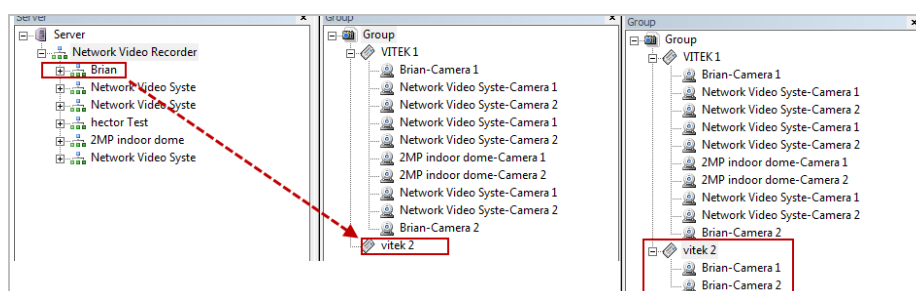 Server
Server
Network Video Recorder
Brian
Network Video Syste
Network Video Syste
hector Test
2MP indoor dome
Network Video Syste
Group
Group
VITEK 1
Brian-Camera 1
Network Video Syste-Camera 1
Network Video Syste-Camera 2
Network Video Syste-Camera 1
Network Video Syste-Camera 2
2MP indoor dome-Camera 1
2MP indoor dome-Camera 2
Network Video Syste-Camera 1
Network Video Syste-Camera 2
Brian-Camera 2
vitek 2
Group
Group
VITEK 1
Brian-Camera 1
Network Video Syste-Camera 1
Network Video Syste-Camera 2
Network Video Syste-Camera 1
Network Video Syste-Camera 2
2MP indoor dome-Camera 1
2MP indoor dome-Camera 2
Network Video Syste-Camera 1
Network Video Syste-Camera 2
Brian-Camera 2
vitek 2
Brian-Camera 1
Brian-Camera 2